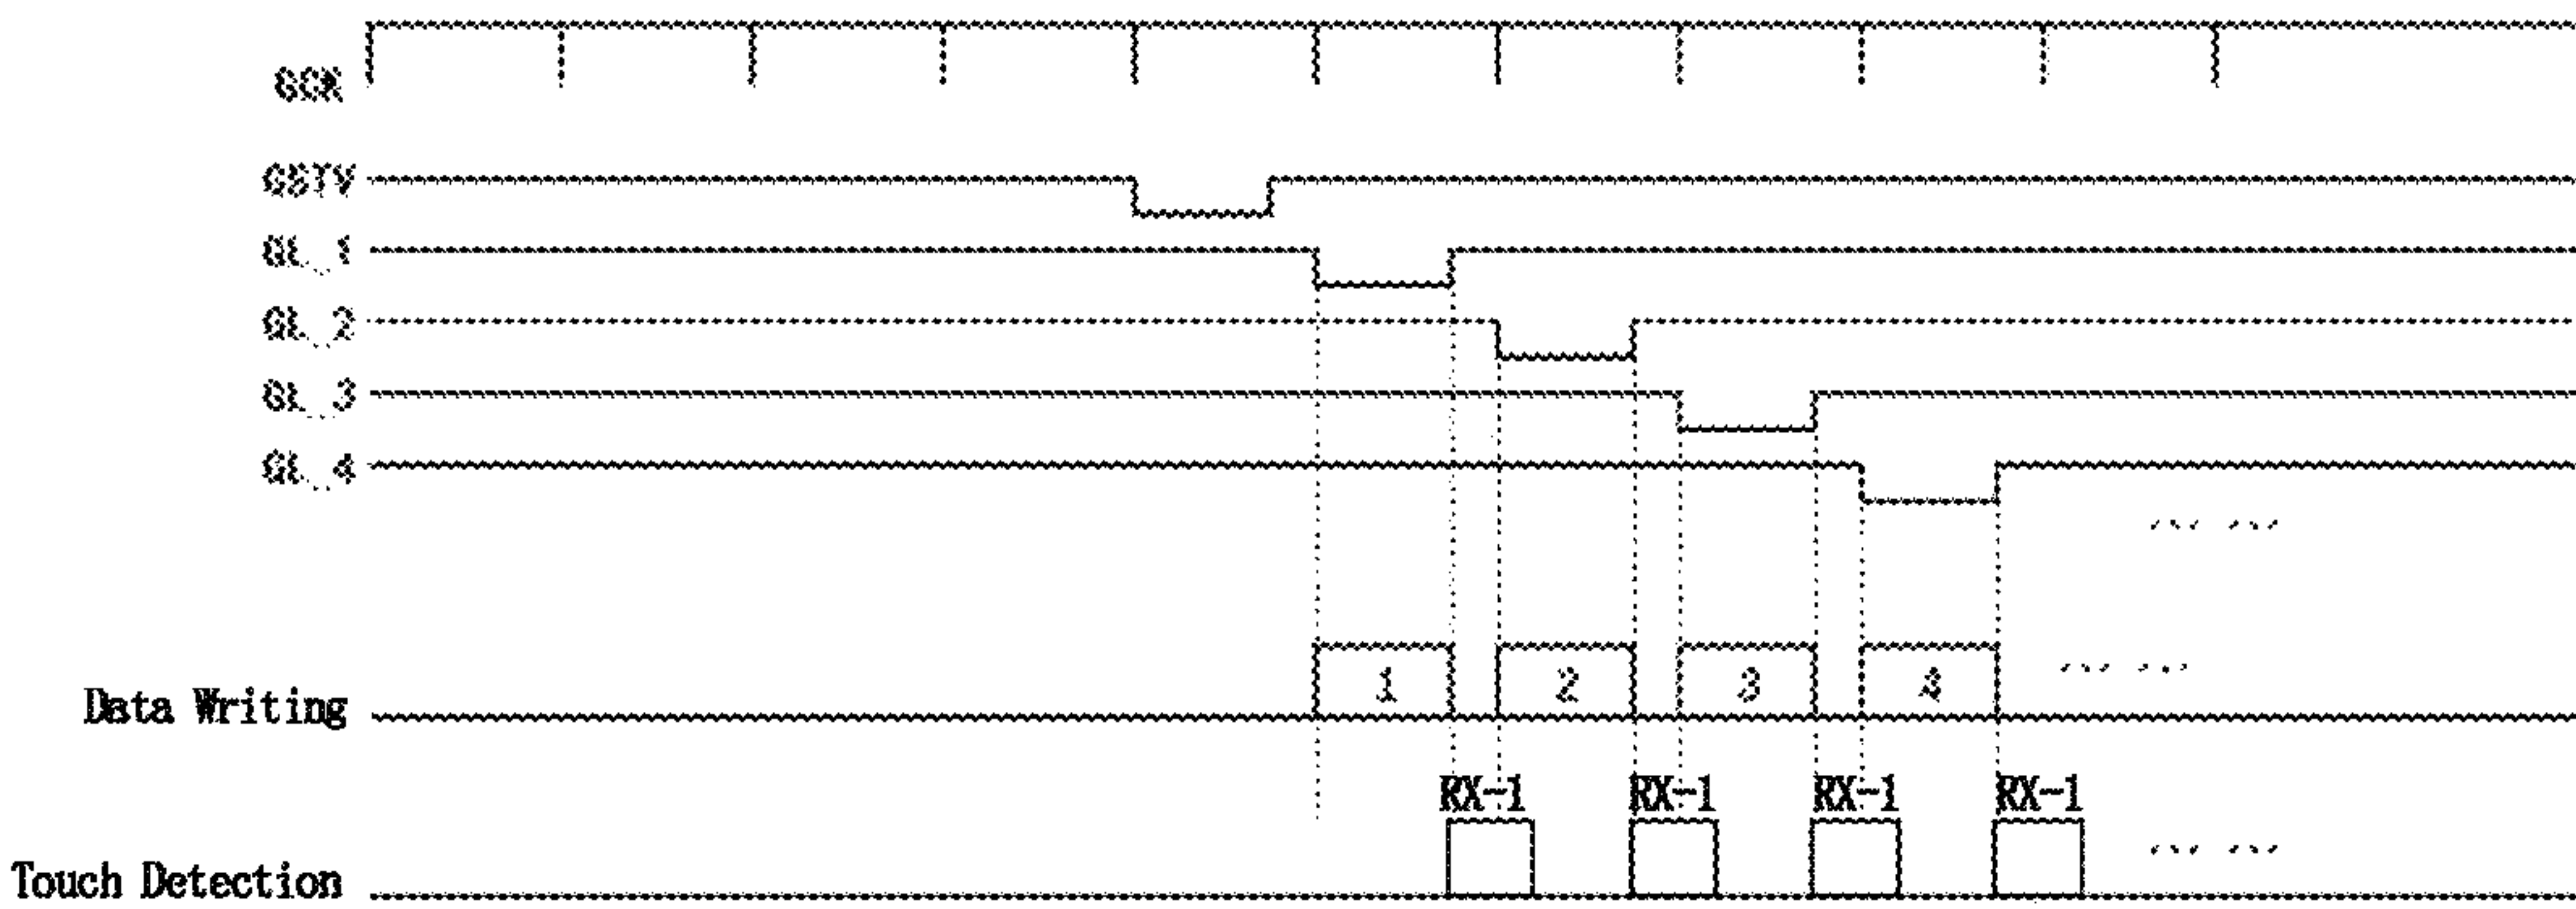 GSTV
GL_1
GL_2
GL_3
GL_4
1 2 3 4
Data Writing
RX-1 RX-1 RX-1 RX-1
Touch Detection